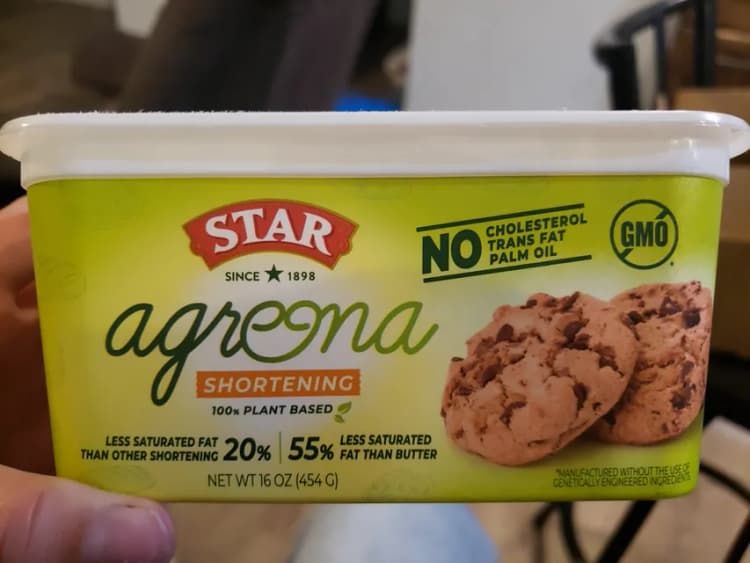 STAR
SINCE ★ 1898
agreona
SHORTENING
100% PLANT BASED
LESS SATURATED FAT
THAN OTHER SHORTENING 20%
55% LESS SATURATED
FAT THAN BUTTER
NET WT 16 OZ (454 G)
NO CHOLESTEROL
TRANS FAT
PALM OIL
GMO
*MANUFACTURED WITHOUT THE USE OF
GENETICALLY ENGINEERED INGREDIENTS